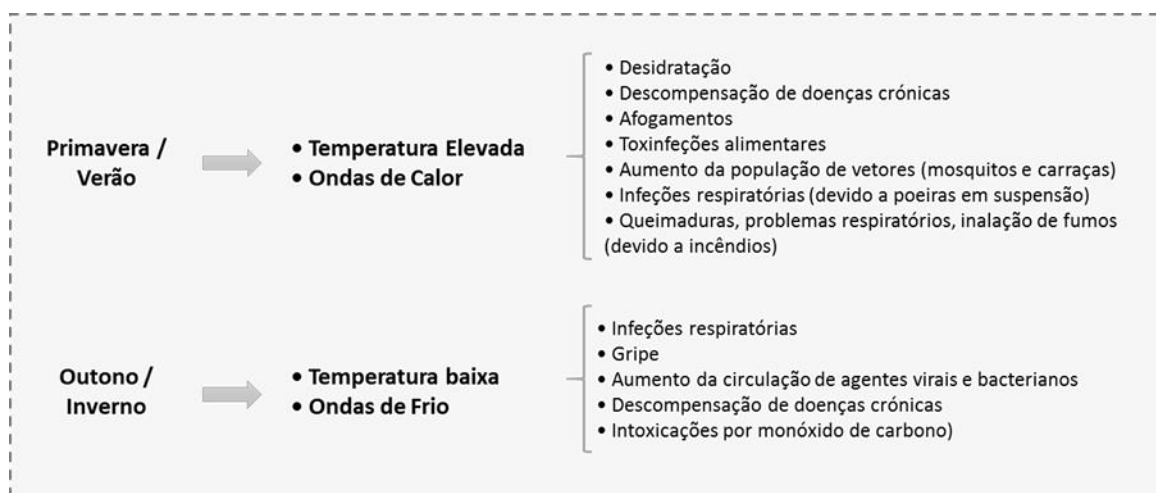 Primavera /
Verão
• Temperatura Elevada
• Ondas de Calor
• Desidratação
• Descompensação de doenças crónicas
• Afogamentos
• Toxinfeções alimentares
• Aumento da população de vetores (mosquitos e carraças)
• Infeções respiratórias (devido a poeiras em suspensão)
• Queimaduras, problemas respiratórios, inalação de fumos
(devido a incêndios)
Outono /
Inverno
• Temperatura baixa
• Ondas de Frio
• Infeções respiratórias
• Gripe
• Aumento da circulação de agentes virais e bacterianos
• Descompensação de doenças crónicas
• Intoxicações por monóxido de carbono)